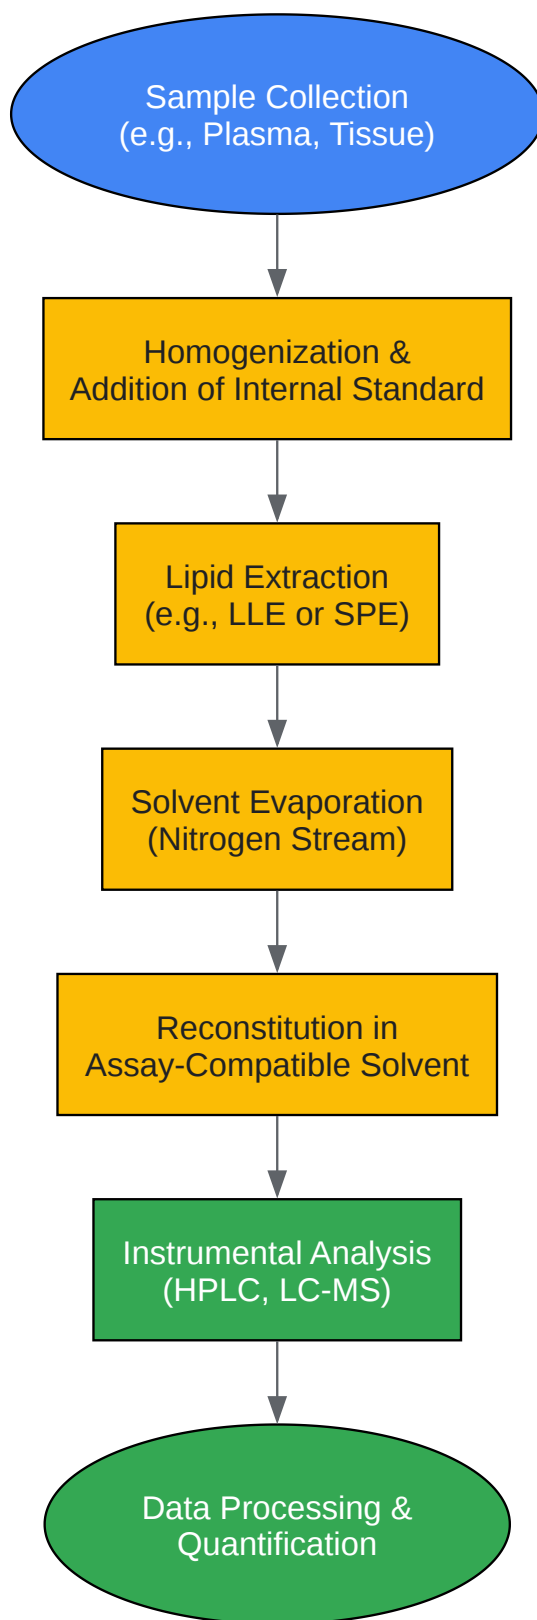 Sample Collection
(e.g., Plasma, Tissue)
Homogenization &
Addition of Internal Standard
Lipid Extraction
(e.g., LLE or SPE)
Solvent Evaporation
(Nitrogen Stream)
Reconstitution in
Assay-Compatible Solvent
Instrumental Analysis
(HPLC, LC-MS)
Data Processing &
Quantification